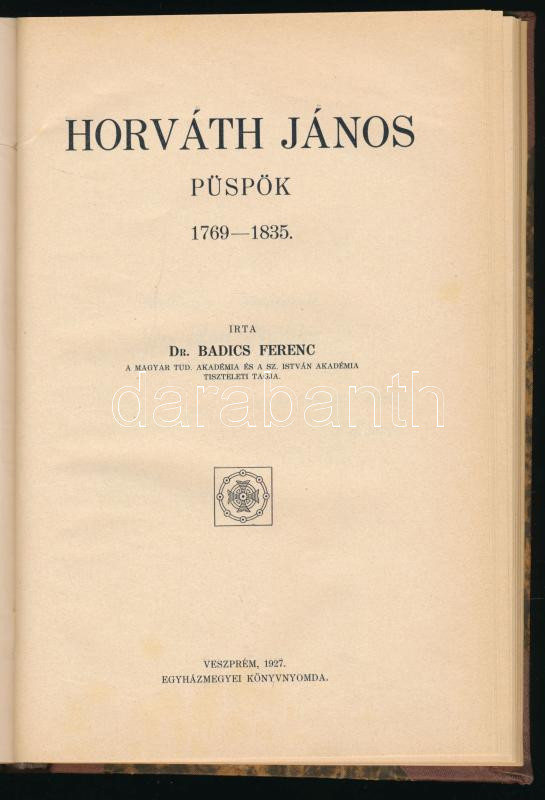 HORVÁTH JÁNOS
PÜSPÖK
1769—1835.
IRTA
DR. BADICS FERENC
A MAGYAR TUD. AKADÉMIA ÉS A SZ. ISTVÁN AKADÉMIA
TISZTELETI TAGJA.
darabanth
VESZPRÉM, 1927.
EGYHÁZMEGYEI KÖNYVNYOMDA.